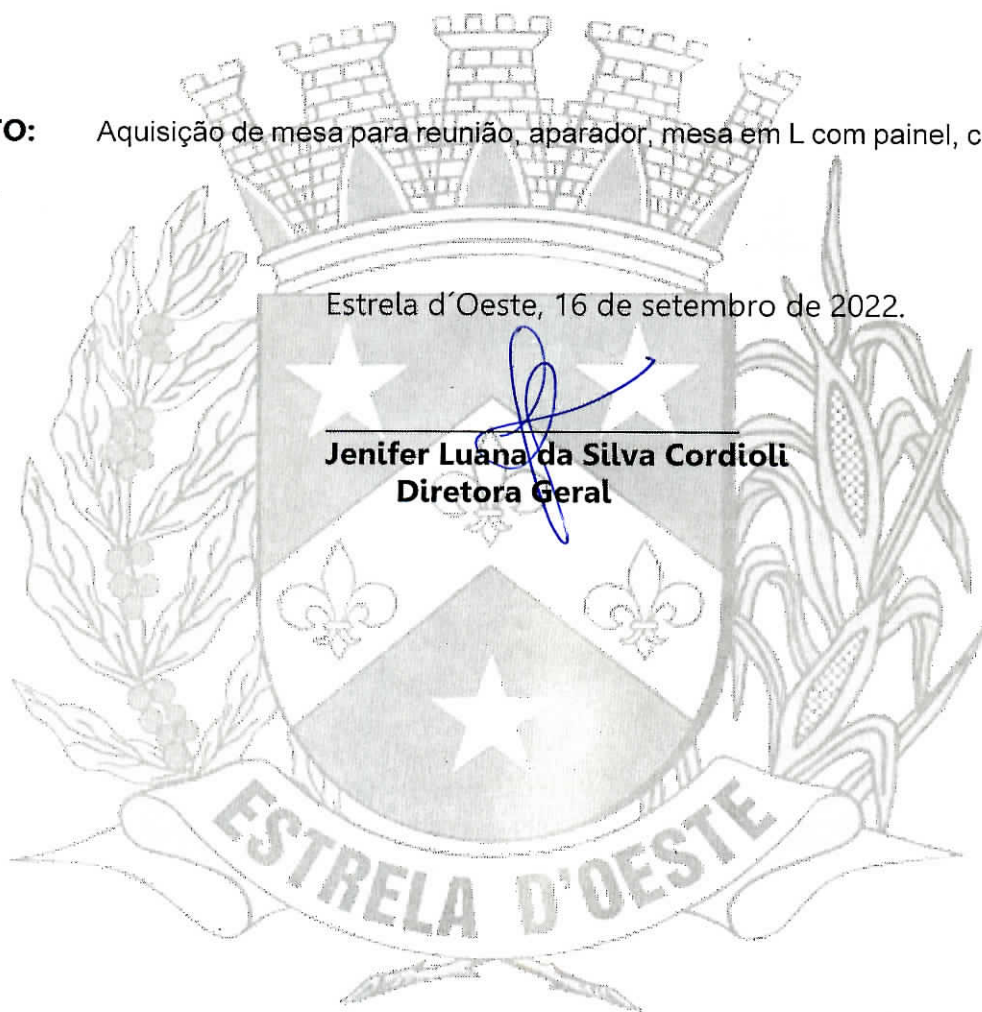 TO: Aquisição de mesa para reunião, aparador, mesa em L com painel, c
Estrela d´Oeste, 16 de setembro de 2022.
Jenifer Luana da Silva Cordioli
Diretora Geral
ESTRELA D'OESTE